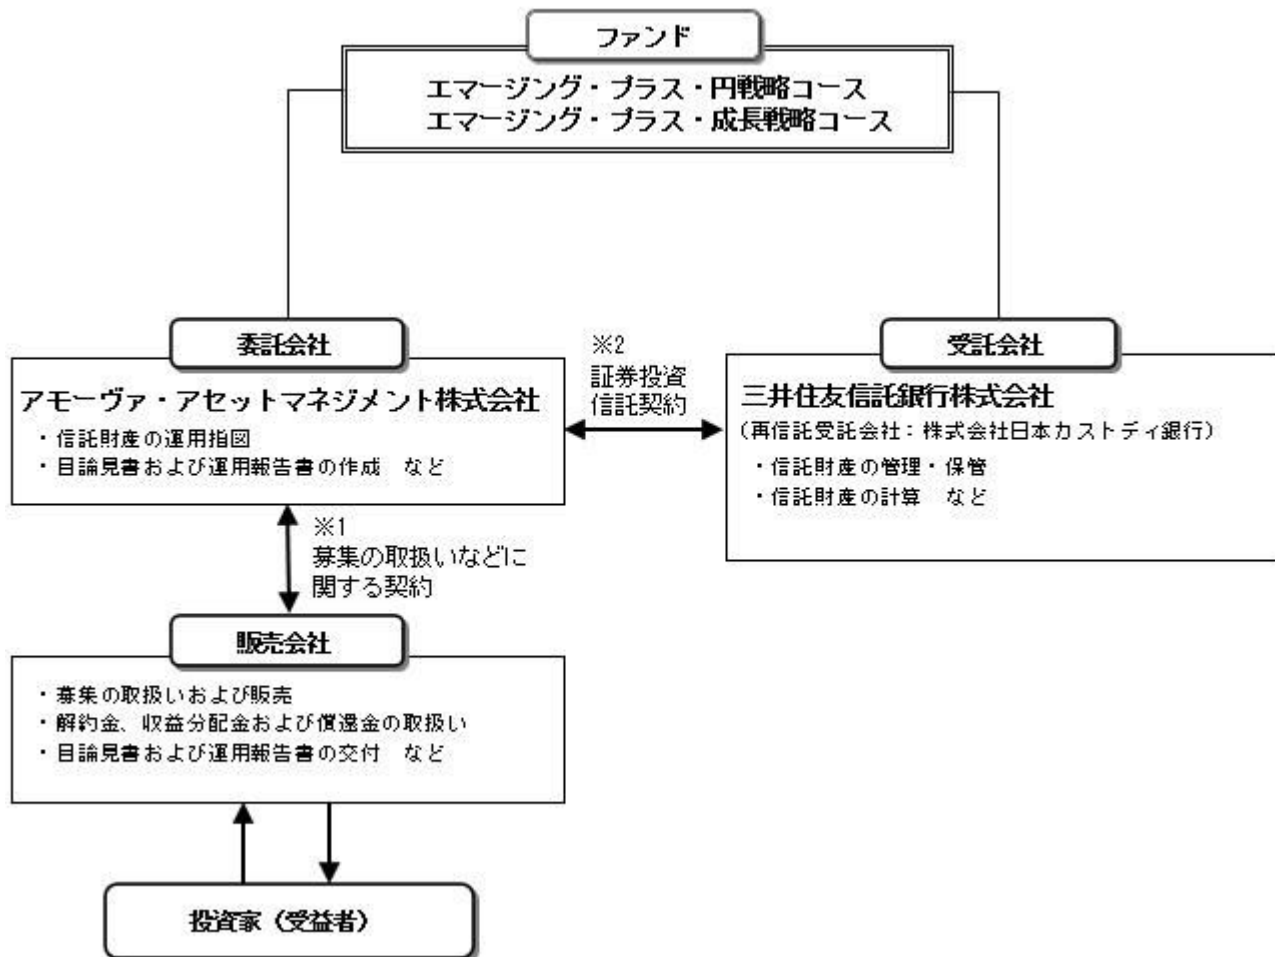 ファンド
エマージング・プラス・円戦略コース
エマージング・プラス・成長戦略コース
委託会社
アモーヴァ・アセットマネジメント株式会社
・信託財産の運用指図
・目論見書および運用報告書の作成 など
※2
証券投資
信託契約
受託会社
三井住友信託銀行株式会社
(再信託受託会社:株式会社日本カストディ銀行)
・信託財産の管理・保管
・信託財産の計算 など
※1
募集の取扱いなどに
関する契約
販売会社
・募集の取扱いおよび販売
・解約金、収益分配金および償還金の取扱い
・目論見書および運用報告書の交付 など
投資家(受益者)